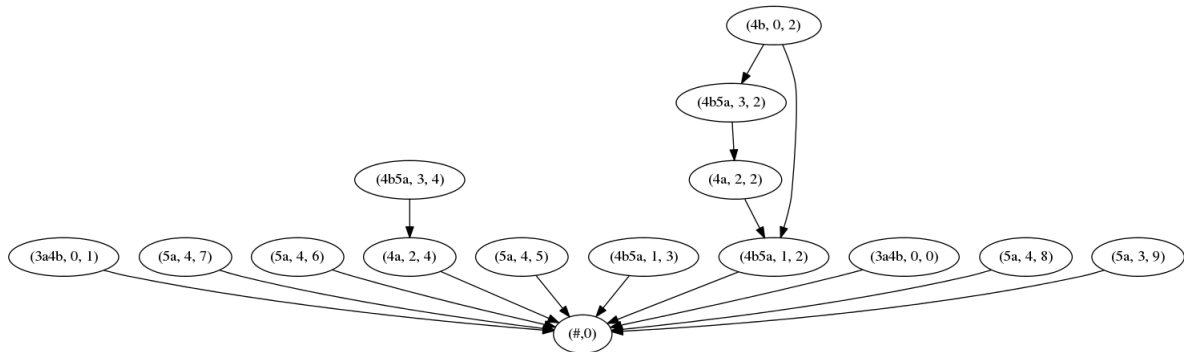 (4b, 0, 2)
(4b5a, 3, 2)
(4b5a, 3, 4)
(4a, 2, 2)
(3a4b, 0, 1)
(5a, 4, 7)
(5a, 4, 6)
(4a, 2, 4)
(5a, 4, 5)
(4b5a, 1, 3)
(4b5a, 1, 2)
(3a4b, 0, 0)
(5a, 4, 8)
(5a, 3, 9)
(#,0)